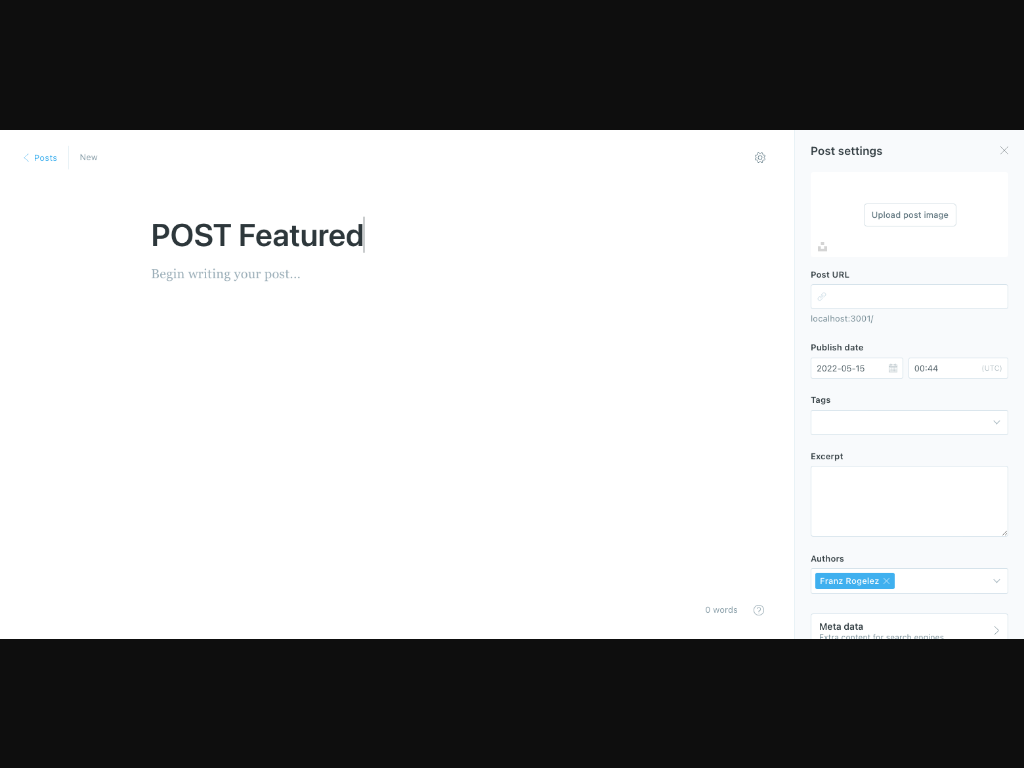 Posts
New
POST Featured
Begin writing your post...
0 words
Post settings
Upload post image
Post URL
localhost:3001/
Publish date
2022-05-15
00:44
(UTC)
Tags
Excerpt
Authors
Franz Rogelez
Meta data
Extra content for search engines